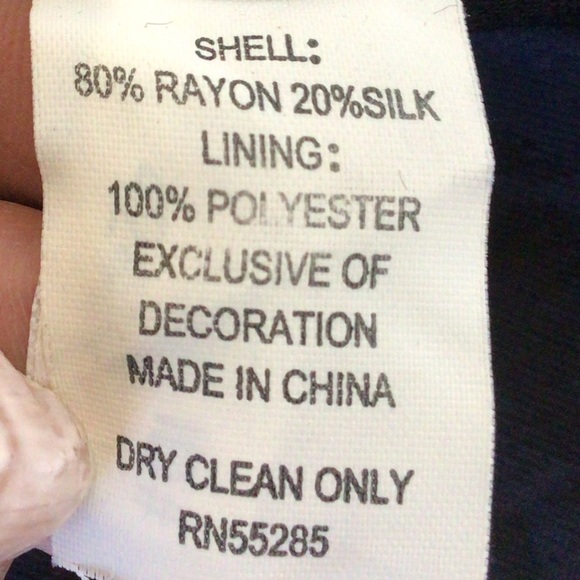 SHELL:
80% RAYON 20%SILK
LINING:
100% POLYESTER
EXCLUSIVE OF
DECORATION
MADE IN CHINA
DRY CLEAN ONLY
RN55285